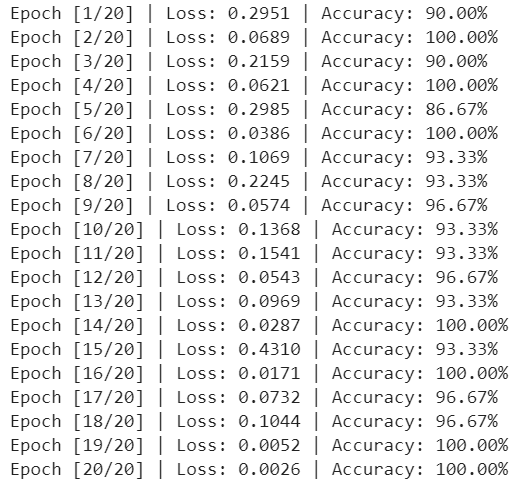 Epoch [1/20] | Loss: 0.2951 | Accuracy: 90.00%
Epoch [2/20] | Loss: 0.0689 | Accuracy: 100.00%
Epoch [3/20] | Loss: 0.2159 | Accuracy: 90.00%
Epoch [4/20] | Loss: 0.0621 | Accuracy: 100.00%
Epoch [5/20] | Loss: 0.2985 | Accuracy: 86.67%
Epoch [6/20] | Loss: 0.0386 | Accuracy: 100.00%
Epoch [7/20] | Loss: 0.1069 | Accuracy: 93.33%
Epoch [8/20] | Loss: 0.2245 | Accuracy: 93.33%
Epoch [9/20] | Loss: 0.0574 | Accuracy: 96.67%
Epoch [10/20] | Loss: 0.1368 | Accuracy: 93.33%
Epoch [11/20] | Loss: 0.1541 | Accuracy: 93.33%
Epoch [12/20] | Loss: 0.0543 | Accuracy: 96.67%
Epoch [13/20] | Loss: 0.0969 | Accuracy: 93.33%
Epoch [14/20] | Loss: 0.0287 | Accuracy: 100.00%
Epoch [15/20] | Loss: 0.4310 | Accuracy: 93.33%
Epoch [16/20] | Loss: 0.0171 | Accuracy: 100.00%
Epoch [17/20] | Loss: 0.0732 | Accuracy: 96.67%
Epoch [18/20] | Loss: 0.1044 | Accuracy: 96.67%
Epoch [19/20] | Loss: 0.0052 | Accuracy: 100.00%
Epoch [20/20] | Loss: 0.0026 | Accuracy: 100.00%